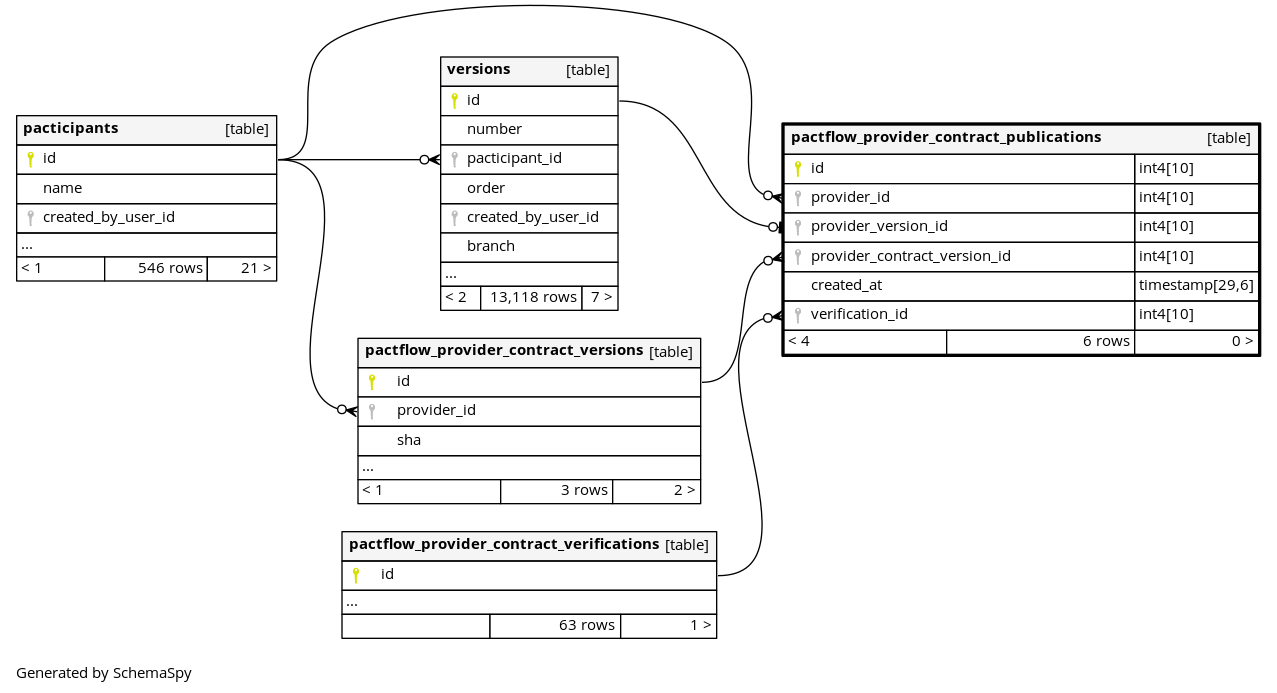 versions [table]
id
number
pacticipant_id
order
created_by_user_id
branch
...
< 2 13,118 rows 7 >
pacticipants [table]
id
name
created_by_user_id
...
< 1 546 rows 21 >
pactflow_provider_contract_publications [table]
id int4[10]
provider_id int4[10]
provider_version_id int4[10]
provider_contract_version_id int4[10]
created_at timestamp[29,6]
verification_id int4[10]
< 4 6 rows 0 >
pactflow_provider_contract_versions [table]
id
provider_id
sha
...
< 1 3 rows 2 >
pactflow_provider_contract_verifications [table]
id
...
63 rows 1 >
Generated by SchemaSpy